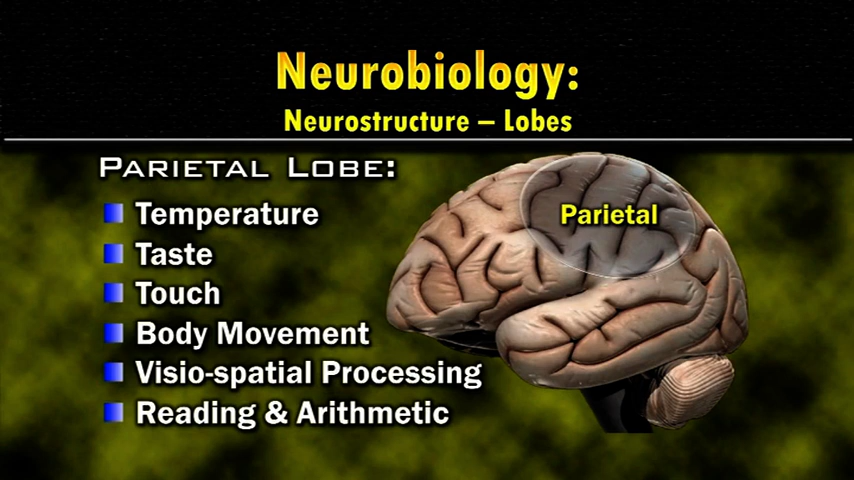 Neurobiology:
Neurostructure – Lobes
Parietal Lobe:
Temperature
Taste
Parietal
Touch
Body Movement
Visio-spatial Processing
Reading & Arithmetic